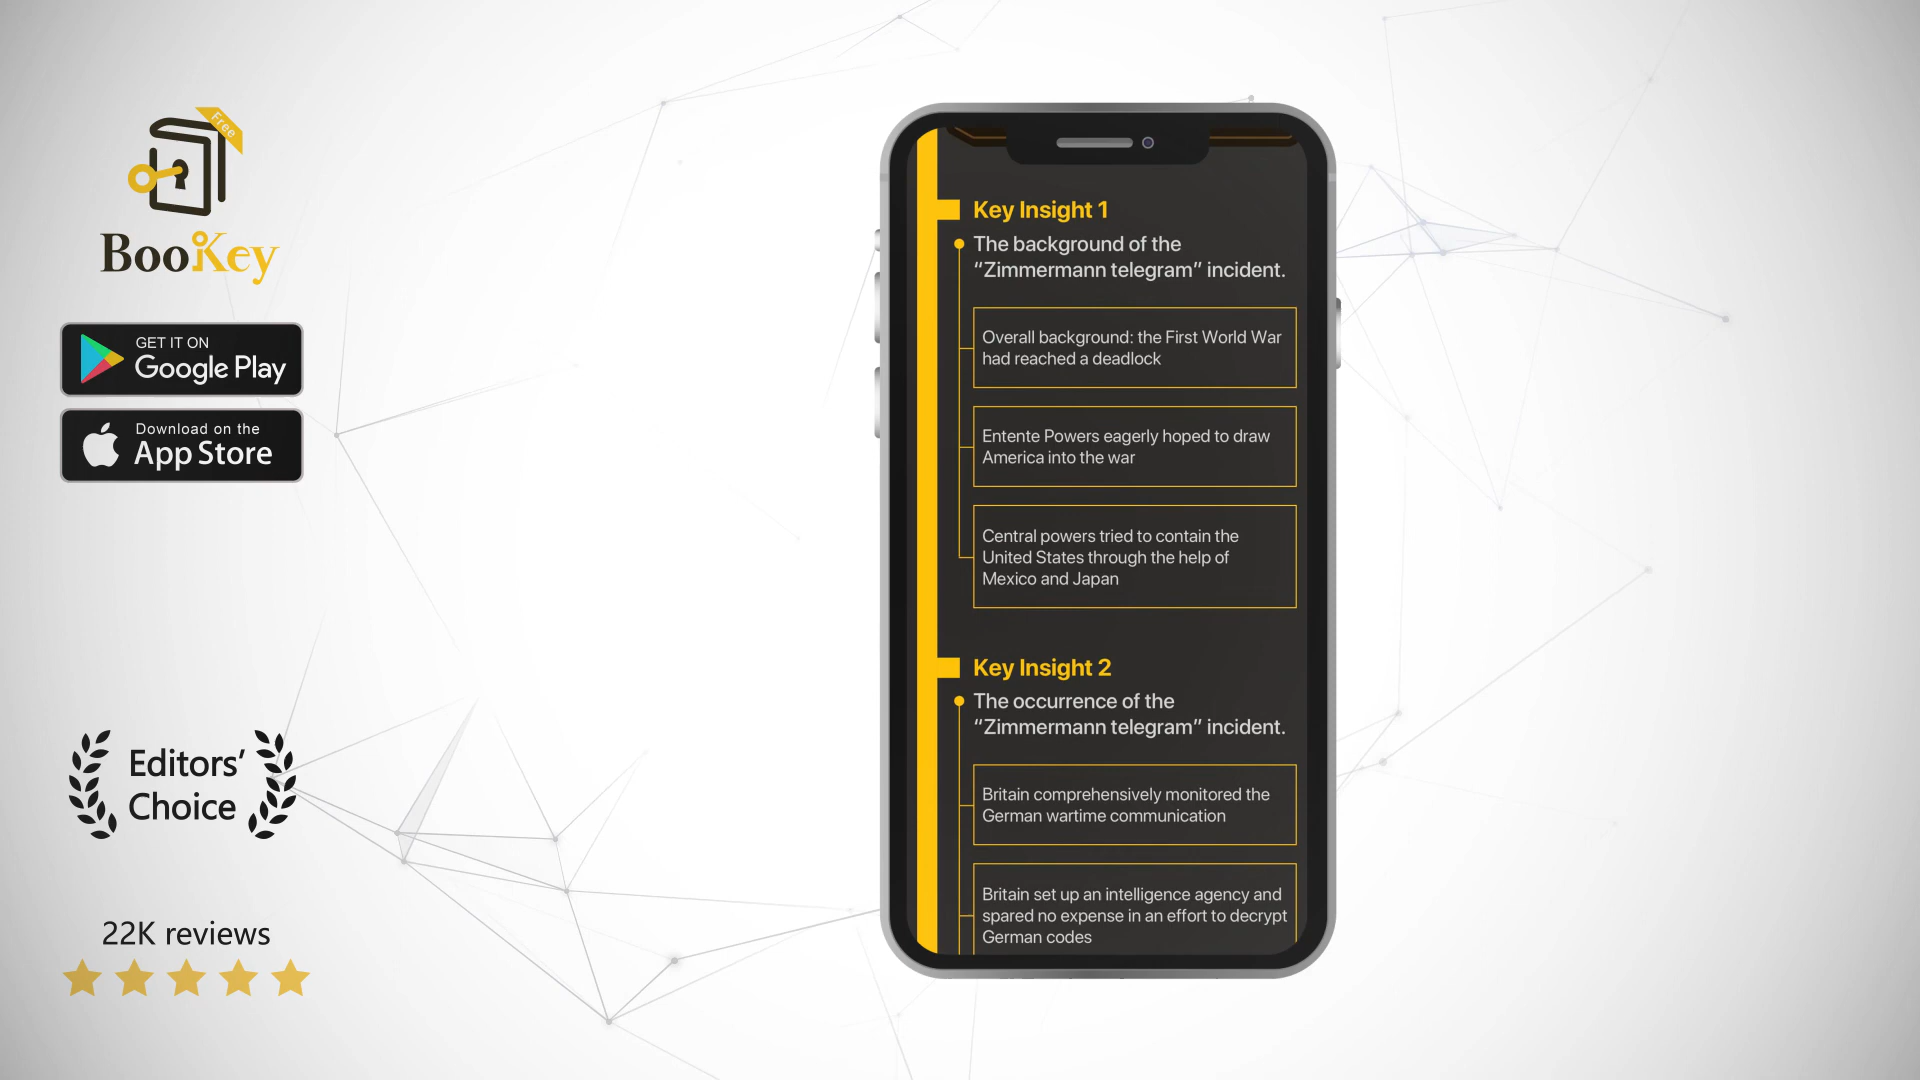 Free
BooKey
GET IT ON
Google Play
Download on the
App Store
Editors’
Choice
22K reviews
Key Insight 1
The background of the
“Zimmermann telegram” incident.
Overall background: the First World War
had reached a deadlock
Entente Powers eagerly hoped to draw
America into the war
Central powers tried to contain the
United States through the help of
Mexico and Japan
Key Insight 2
The occurrence of the
“Zimmermann telegram” incident.
Britain comprehensively monitored the
German wartime communication
Britain set up an intelligence agency and
spared no expense in an effort to decrypt
German codes